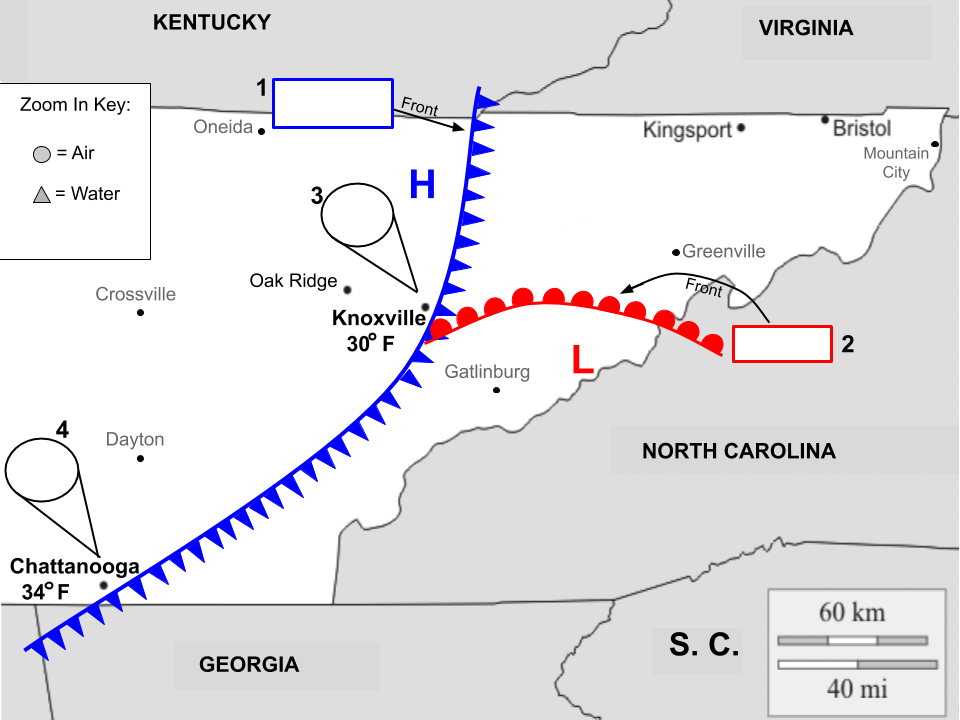 KENTUCKY
VIRGINIA
1
Front
Zoom In Key:
= Air
= Water
Oneida
Kingsport
Bristol
Mountain
City
H
3
Greenville
Oak Ridge
Front
Crossville
Knoxville
30° F
2
L
Gatlinburg
4
Dayton
NORTH CAROLINA
Chattanooga
34° F
60 km
40 mi
S. C.
GEORGIA